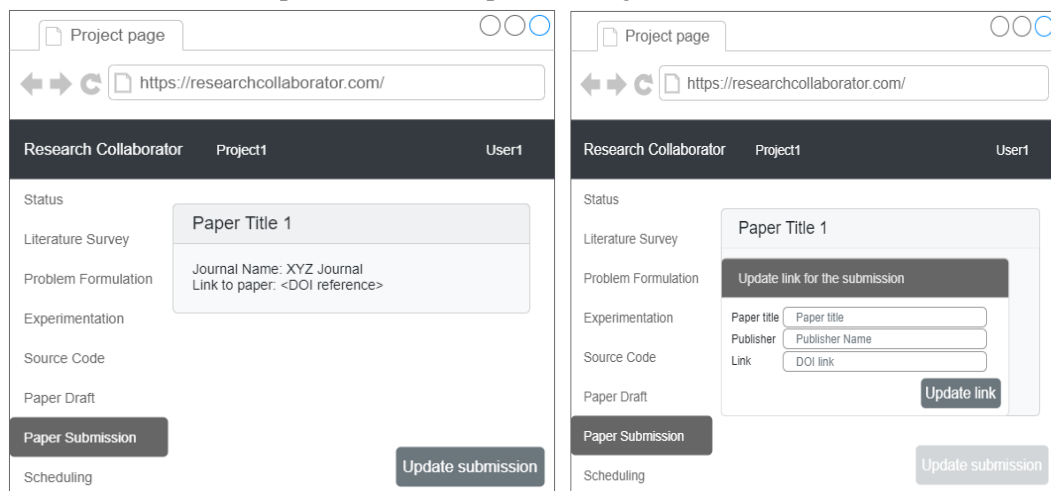 Project page
https://researchcollaborator.com/
Research Collaborator Project1 User1
Status
Literature Survey
Problem Formulation
Experimentation
Source Code
Paper Draft
Paper Submission
Scheduling
Paper Title 1
Journal Name: XYZ Journal
Link to paper: <DOI reference>
Update submission
Project page
https://researchcollaborator.com/
Research Collaborator Project1 User1
Status
Literature Survey
Problem Formulation
Experimentation
Source Code
Paper Draft
Paper Submission
Scheduling
Paper Title 1
Update link for the submission
Paper title Paper title
Publisher Publisher Name
Link DOI link
Update link
Update submission